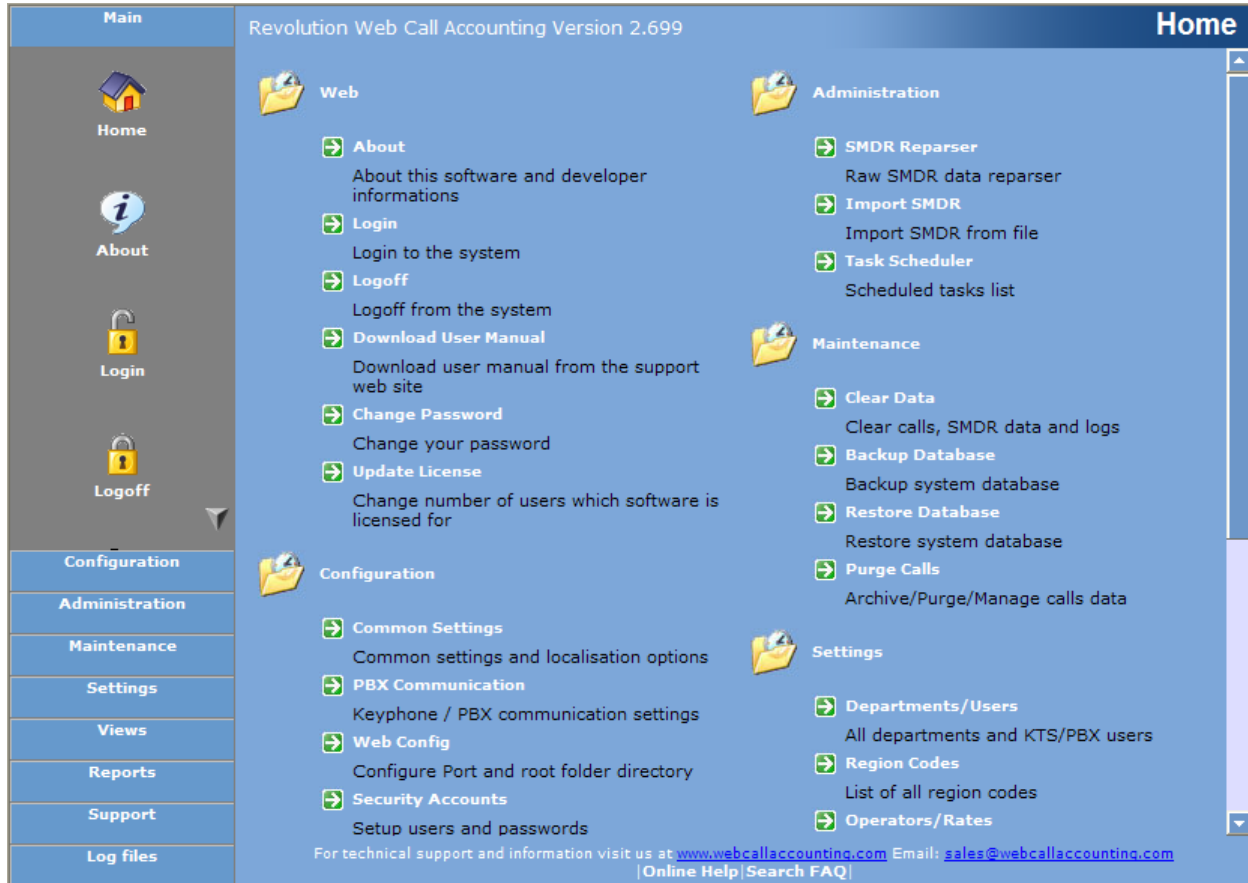 Main
Revolution Web Call Accounting Version 2.699
Home
Home
About
Login
Logoff
Configuration
Administration
Maintenance
Settings
Views
Reports
Support
Log files
Web
About
About this software and developer
informations
Login
Login to the system
Logoff
Logoff from the system
Download User Manual
Download user manual from the support
web site
Change Password
Change your password
Update License
Change number of users which software is
licensed for
Configuration
Common Settings
Common settings and localisation options
PBX Communication
Keyphone / PBX communication settings
Web Config
Configure Port and root folder directory
Security Accounts
Setup users and passwords
Administration
SMDR Reparser
Raw SMDR data reparser
Import SMDR
Import SMDR from file
Task Scheduler
Scheduled tasks list
Maintenance
Clear Data
Clear calls, SMDR data and logs
Backup Database
Backup system database
Restore Database
Restore system database
Purge Calls
Archive/Purge/Manage calls data
Settings
Departments/Users
All departments and KTS/PBX users
Region Codes
List of all region codes
Operators/Rates
For technical support and information visit us at www.webcallaccounting.com Email: sales@webcallaccounting.com
|Online Help|Search FAQ|